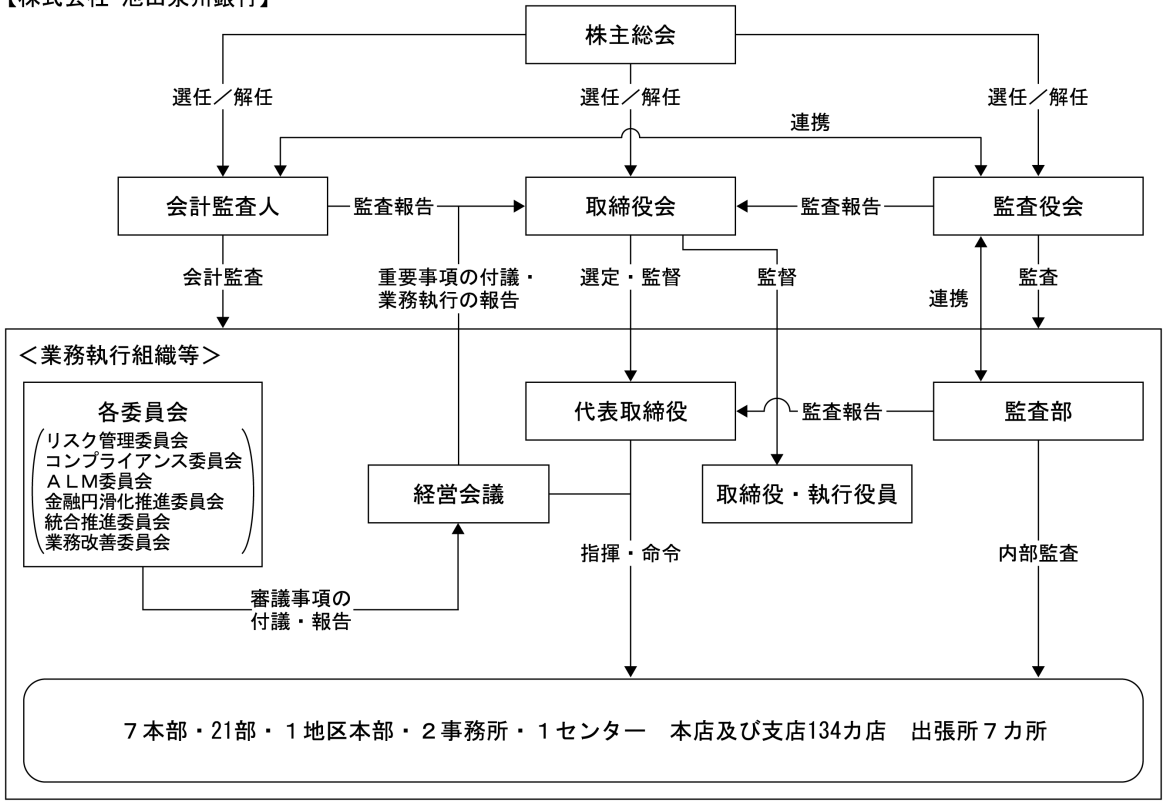 【株式会社 池田泉州銀行】
株主総会
選任／解任
選任／解任
選任／解任
連携
会計監査人
監査報告
取締役会
監査報告
監査役会
会計監査
重要事項の付議・
業務執行の報告
選定・監督
監督
連携
監査
＜業務執行組織等＞
各委員会
リスク管理委員会
コンプライアンス委員会
ＡＬＭ委員会
金融円滑化推進委員会
統合推進委員会
業務改善委員会
代表取締役
監査報告
監査部
経営会議
取締役・執行役員
指揮・命令
内部監査
審議事項の
付議・報告
７本部・21部・１地区本部・２事務所・１センター　本店及び支店134カ店　出張所７カ所